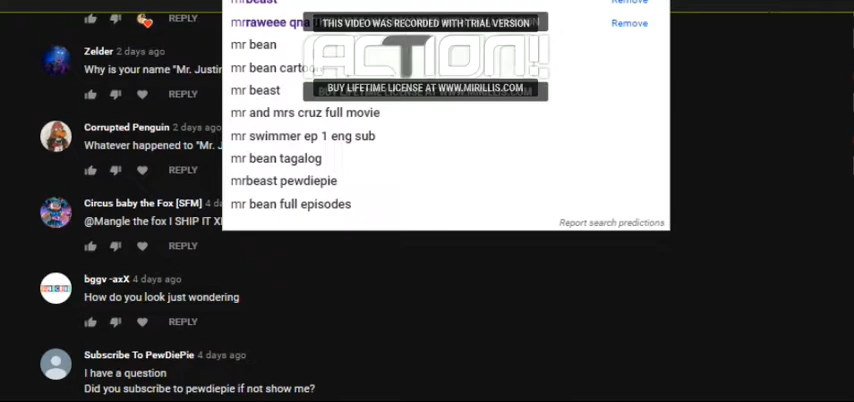 mrbeast
Remove
mrraweee qna
Remove
THIS VIDEO WAS RECORDED WITH TRIAL VERSION
ACTION!!
BUY LIFETIME LICENSE AT WWW.MIRILLIS.COM
mr bean
mr bean cartoo
mr beast
mr and mrs cruz full movie
mr swimmer ep 1 eng sub
mr bean tagalog
mrbeast pewdiepie
mr bean full episodes
Report search predictions
REPLY
Zelder 2 days ago
Why is your name "Mr. Justin
REPLY
Corrupted Penguin 2 days ago
Whatever happened to "Mr. J
REPLY
Circus baby the Fox [SFM] 4 da
@Mangle the fox I SHIP IT X
REPLY
bggv -axX 4 days ago
How do you look just wondering
REPLY
Subscribe To PewDiePie 4 days ago
I have a question
Did you subscribe to pewdiepie if not show me?